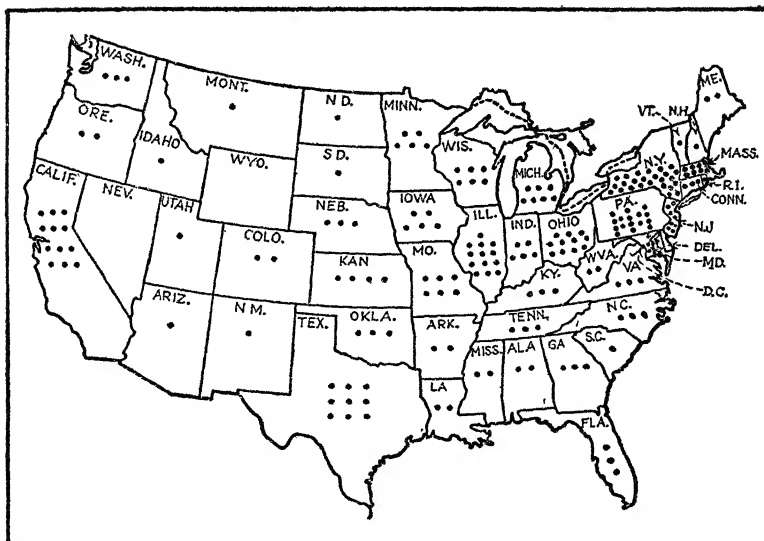 WASH.
MONT.
N D.
MINN.
ME.
VT.
N.H.
ORE.
IDAHO
S D.
WIS.
MICH.
N.Y.
MASS.
R.I.
CONN.
WYO.
CALIF.
NEV.
UTAH
NEB.
IOWA
ILL.
IND.
OHIO
PA.
N.J
DEL.
MD.
D.C.
COLO.
KAN
MO.
KY.
W.VA.
VA.
ARIZ.
N M.
TEX.
OKLA.
ARK.
TENN.
N.C.
S.C.
MISS.
ALA
GA
LA
FLA.